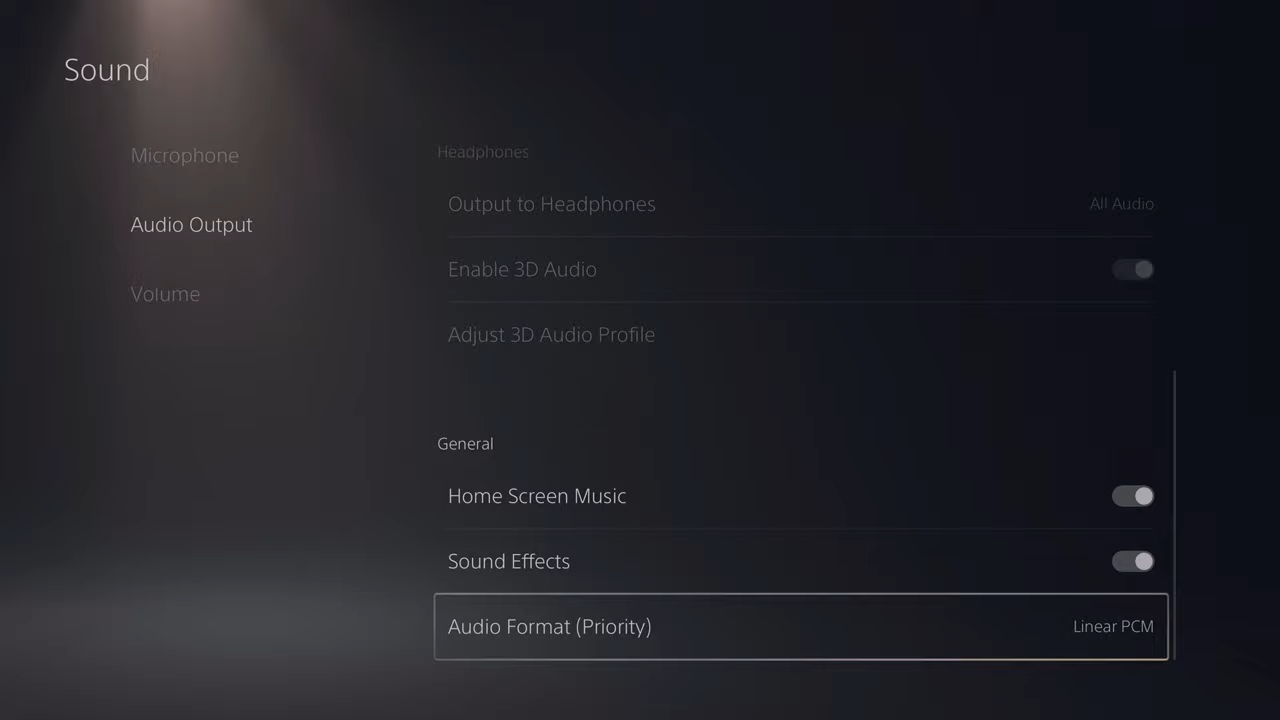 Sound
Microphone
Audio Output
Volume
Headphones
Output to Headphones All Audio
Enable 3D Audio
Adjust 3D Audio Profile
General
Home Screen Music
Sound Effects
Audio Format (Priority) Linear PCM